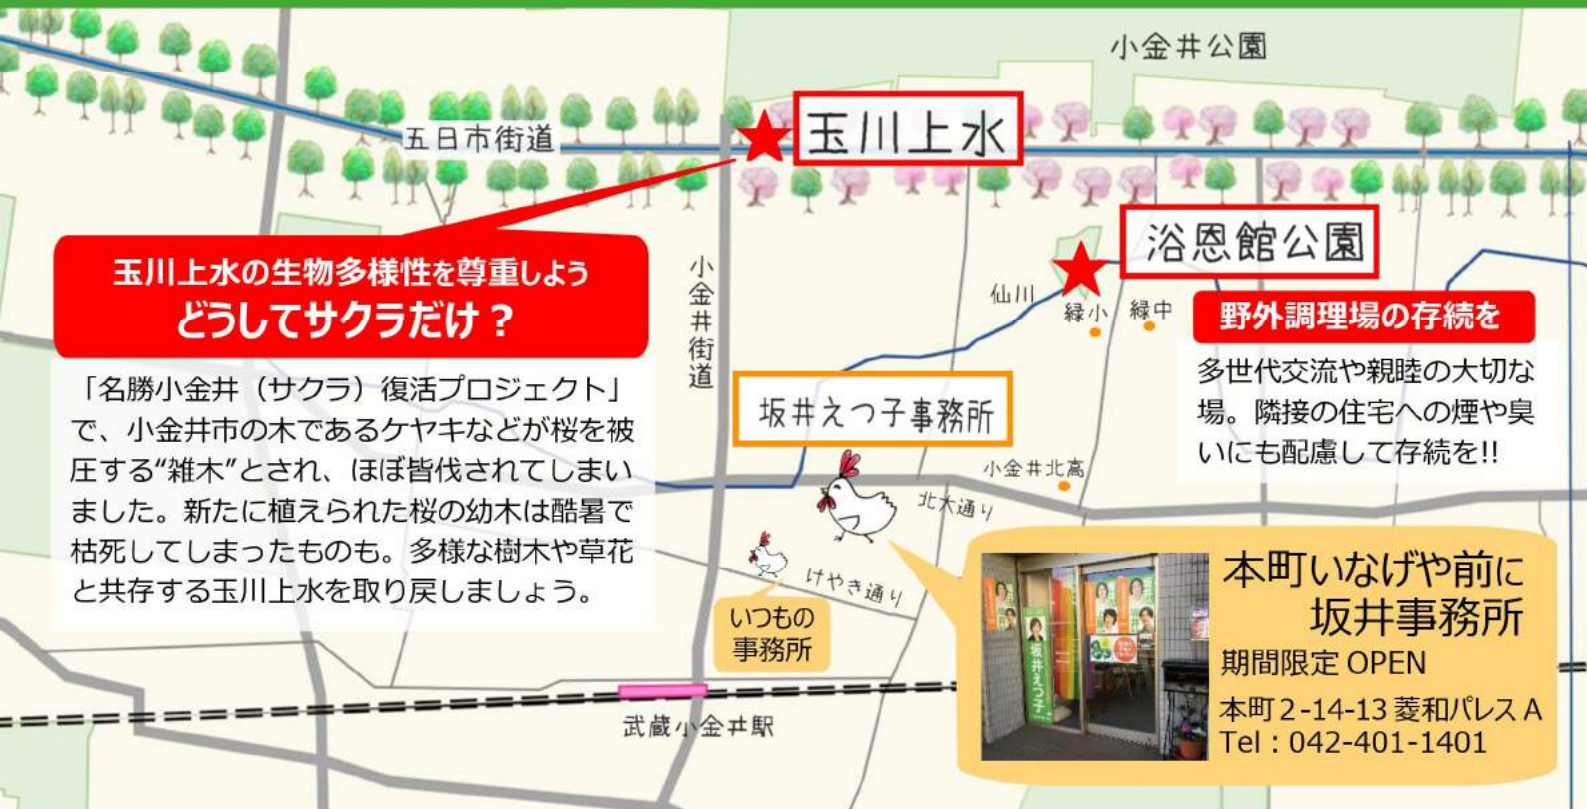 小金井公園
五日市街道
玉川上水
浴恩館公園
玉川上水の生物多様性を尊重しよう
どうしてサクラだけ？
「名勝小金井（サクラ）復活プロジェクト」
で、小金井市の木であるケヤキなどが桜を被
圧する“雑木”とされ、ほぼ皆伐されてしまい
ました。新たに植えられた桜の幼木は酷暑で
枯死してしまったものも。多様な樹木や草花
と共存する玉川上水を取り戻しましょう。
小金井街道
仙川
緑小
緑中
野外調理場の存続を
多世代交流や親睦の大切な
場。隣接の住宅への煙や臭
いにも配慮して存続を!!
坂井えつ子事務所
小金井北高
北大通り
けやき通り
いつもの
事務所
武蔵小金井駅
坂井えつ子
本町いなげや前に
坂井事務所
期間限定 OPEN
本町２-14-13 菱和パレス A
Tel：042-401-1401